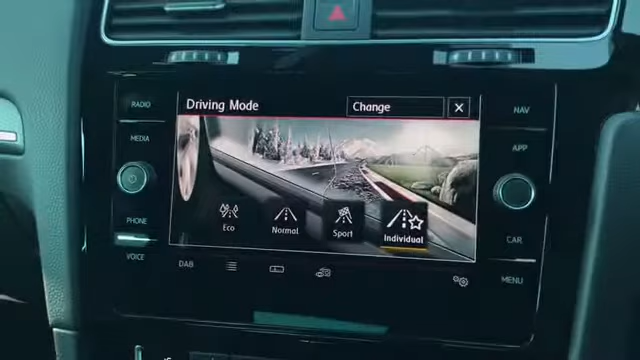 RADIO
MEDIA
PHONE
VOICE
Driving Mode
Change
Eco
Normal
Sport
Individual
DAB
NAV
APP
CAR
MENU